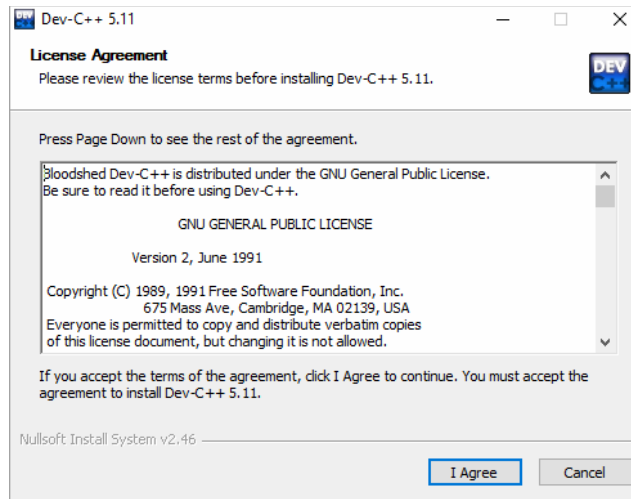 Dev-C++ 5.11
License Agreement
Please review the license terms before installing Dev-C++ 5.11.
DEV
C++
Press Page Down to see the rest of the agreement.
Bloodshed Dev-C++ is distributed under the GNU General Public License.
Be sure to read it before using Dev-C++.
GNU GENERAL PUBLIC LICENSE
Version 2, June 1991
Copyright (C) 1989, 1991 Free Software Foundation, Inc.
675 Mass Ave, Cambridge, MA 02139, USA
Everyone is permitted to copy and distribute verbatim copies
of this license document, but changing it is not allowed.
If you accept the terms of the agreement, click I Agree to continue. You must accept the
agreement to install Dev-C++ 5.11.
Nullsoft Install System v2.46
I Agree
Cancel